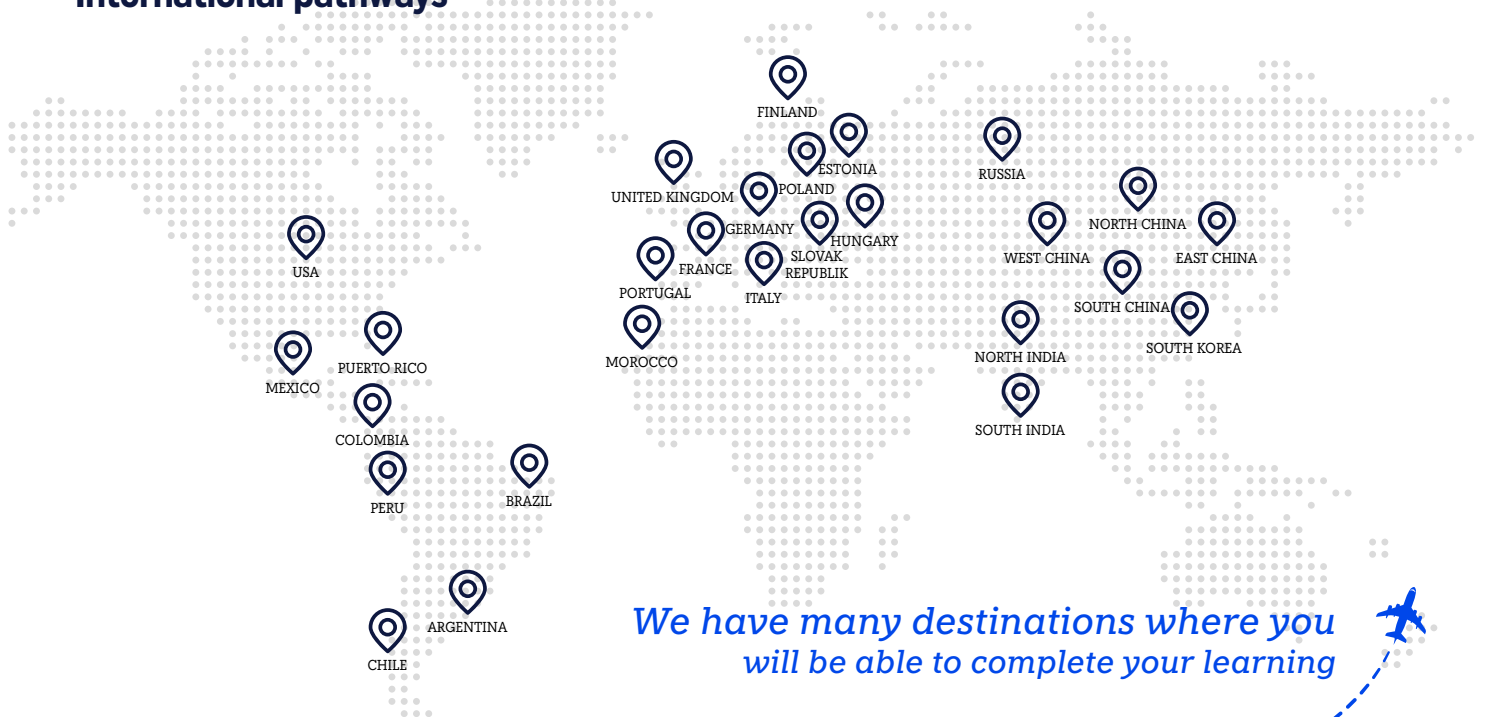 International pathways
FINLAND
ESTONIA
RUSSIA
UNITED KINGDOM
POLAND
GERMANY
NORTH CHINA
HUNGARY
USA
FRANCE
SLOVAK
REPUBLIK
WEST CHINA
EAST CHINA
PORTUGAL
ITALY
SOUTH CHINA
MOROCCO
NORTH INDIA
SOUTH KOREA
PUERTO RICO
MEXICO
COLOMBIA
SOUTH INDIA
PERU
BRAZIL
ARGENTINA
CHILE
We have many destinations where you
will be able to complete your learning